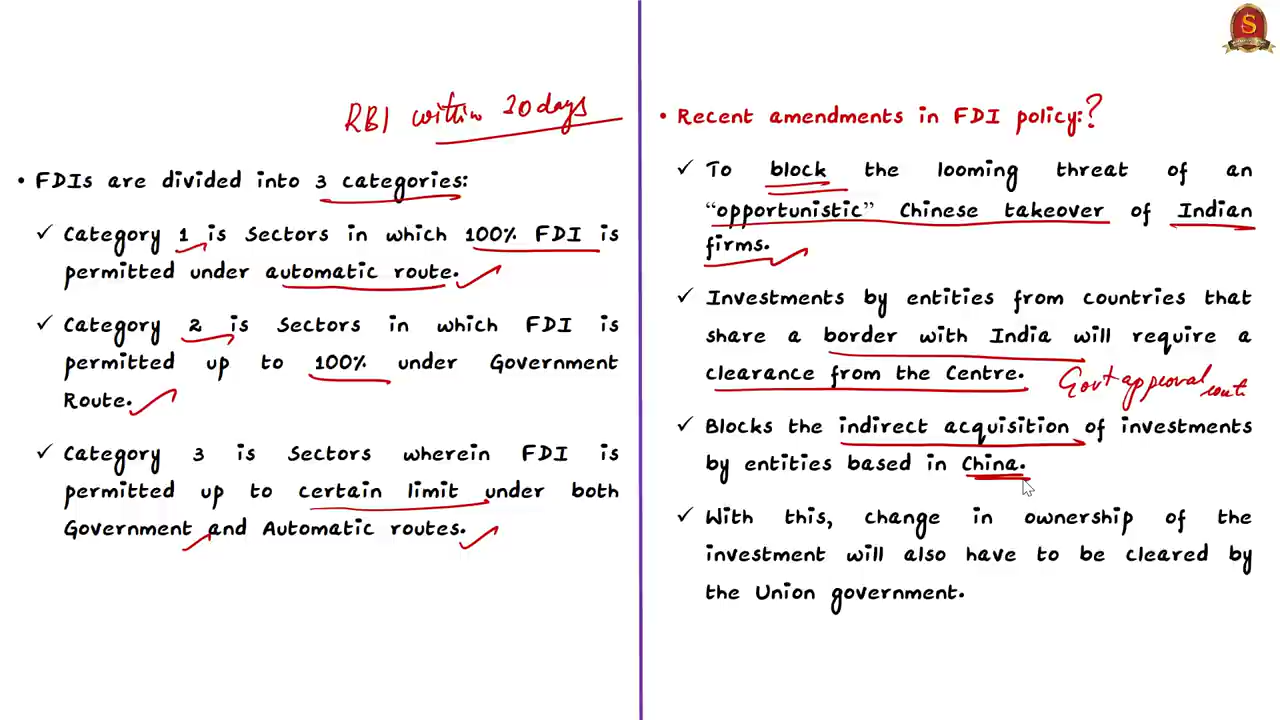 RBI within 30 days
• FDIs are divided into 3 categories:
✓ Category 1 is Sectors in which 100% FDI is
permitted under automatic route.
✓ Category 2 is Sectors in which FDI is
permitted up to 100% under Government
Route.
✓ Category 3 is Sectors wherein FDI is
permitted up to certain limit under both
Government and Automatic routes.
• Recent amendments in FDI policy:?
✓ To block the looming threat of an
“opportunistic” Chinese takeover of Indian
firms.
✓ Investments by entities from countries that
share a border with India will require a
clearance from the Centre.
Govt approval route
✓ Blocks the indirect acquisition of investments
by entities based in China.
✓ With this, change in ownership of the
investment will also have to be cleared by
the Union government.
S